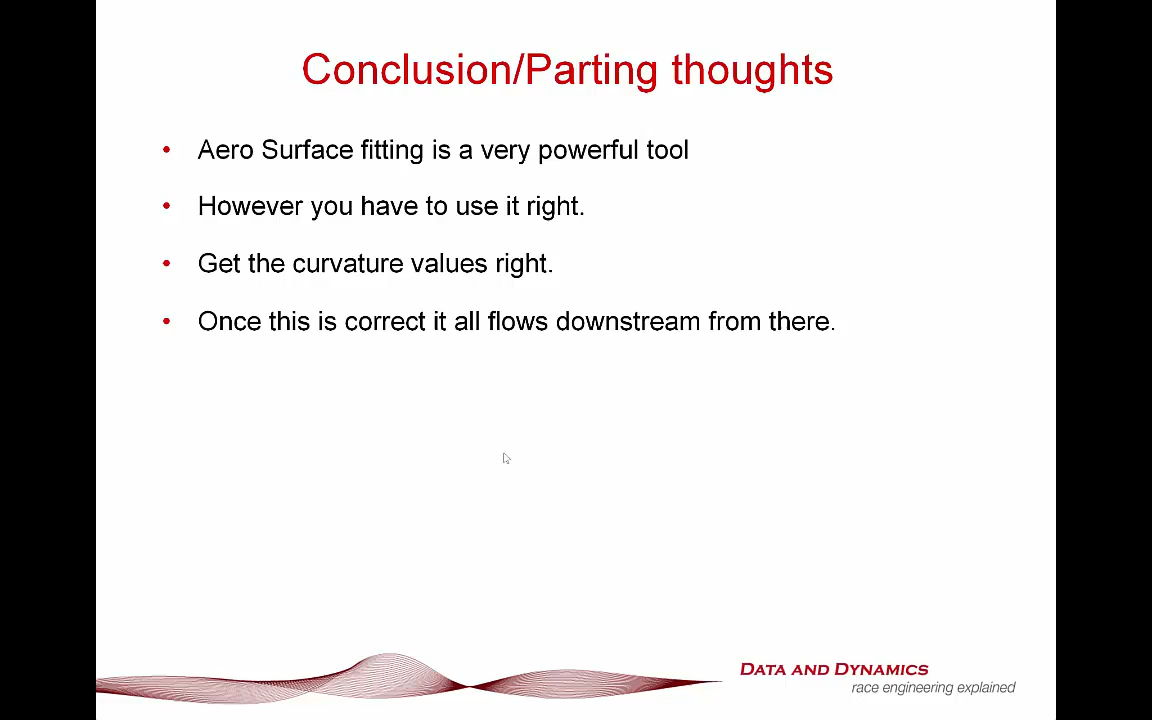 Conclusion/Parting thoughts
• Aero Surface fitting is a very powerful tool
• However you have to use it right.
• Get the curvature values right.
• Once this is correct it all flows downstream from there.
DATA AND DYNAMICS
race engineering explained